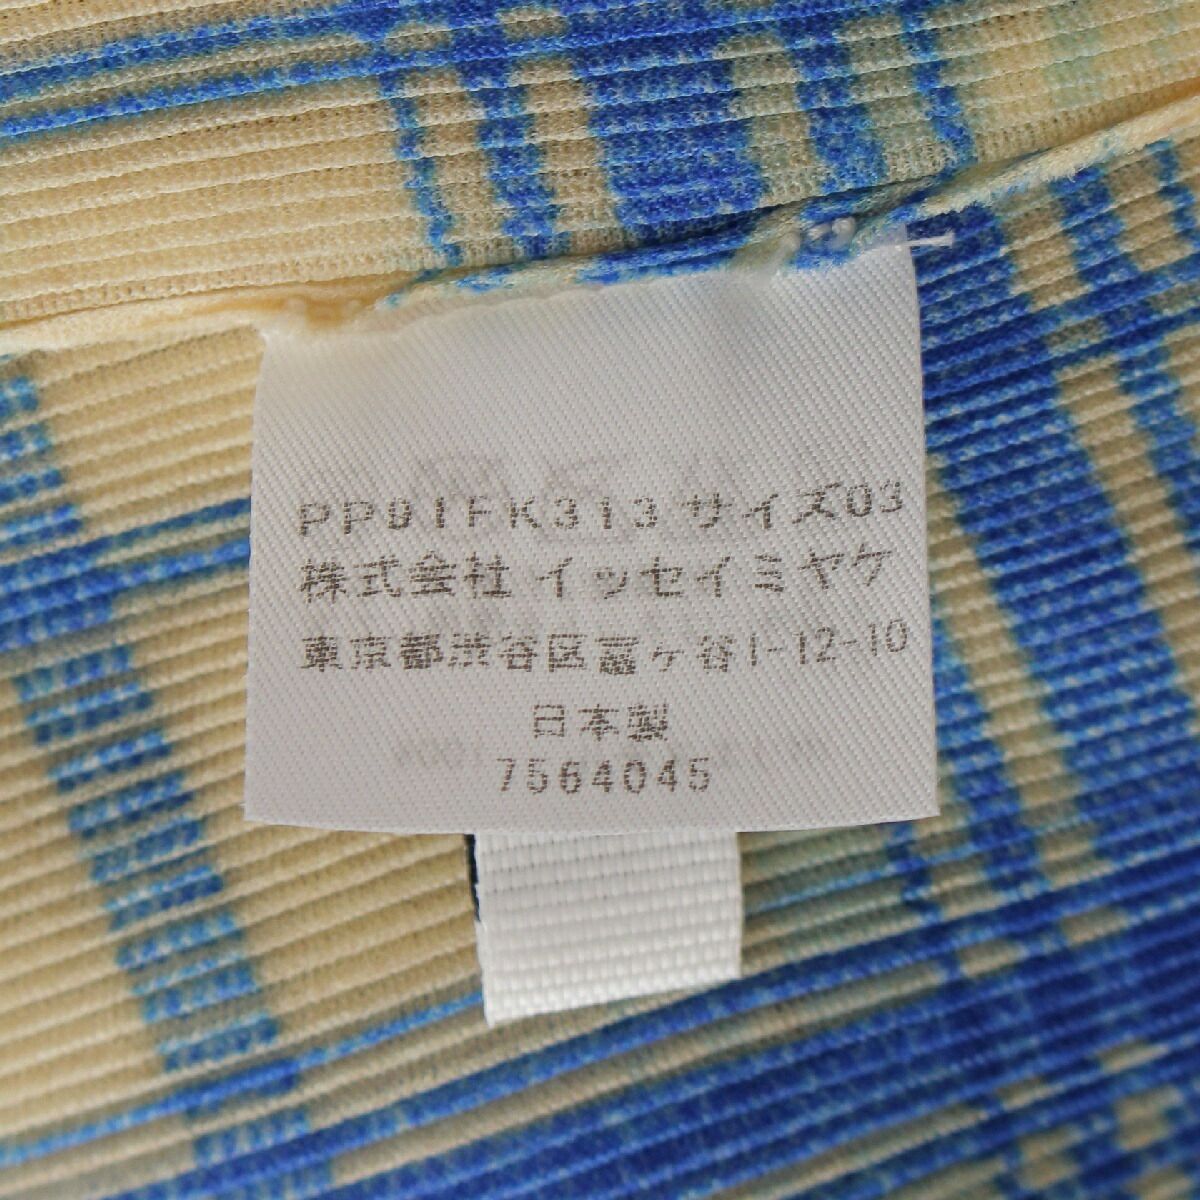 PP91FK313 サイズ03
株式会社 イッセイミヤケ
東京都渋谷区富ヶ谷1-12-10
日本製
7564045